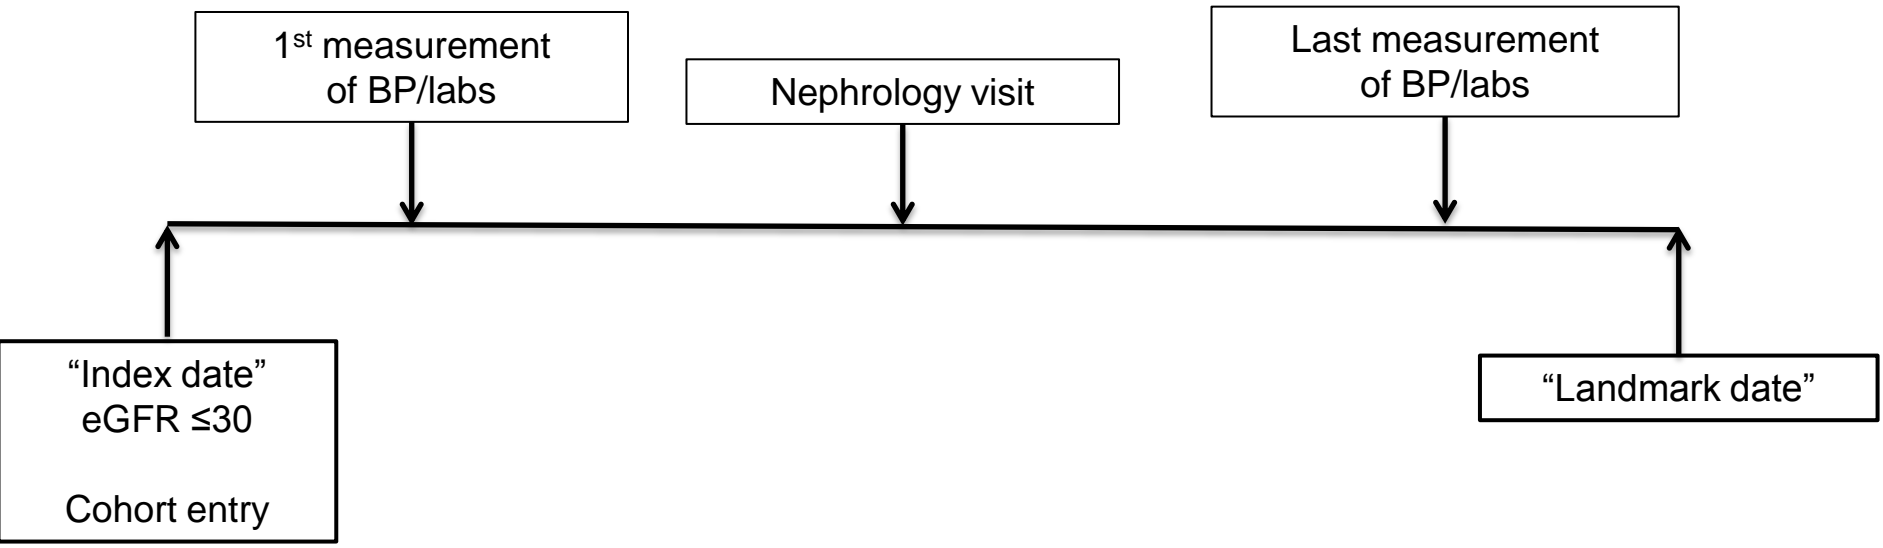 1st measurement
of BP/labs
Nephrology visit
Last measurement
of BP/labs
“Index date”
eGFR ≤30
Cohort entry
“Landmark date”